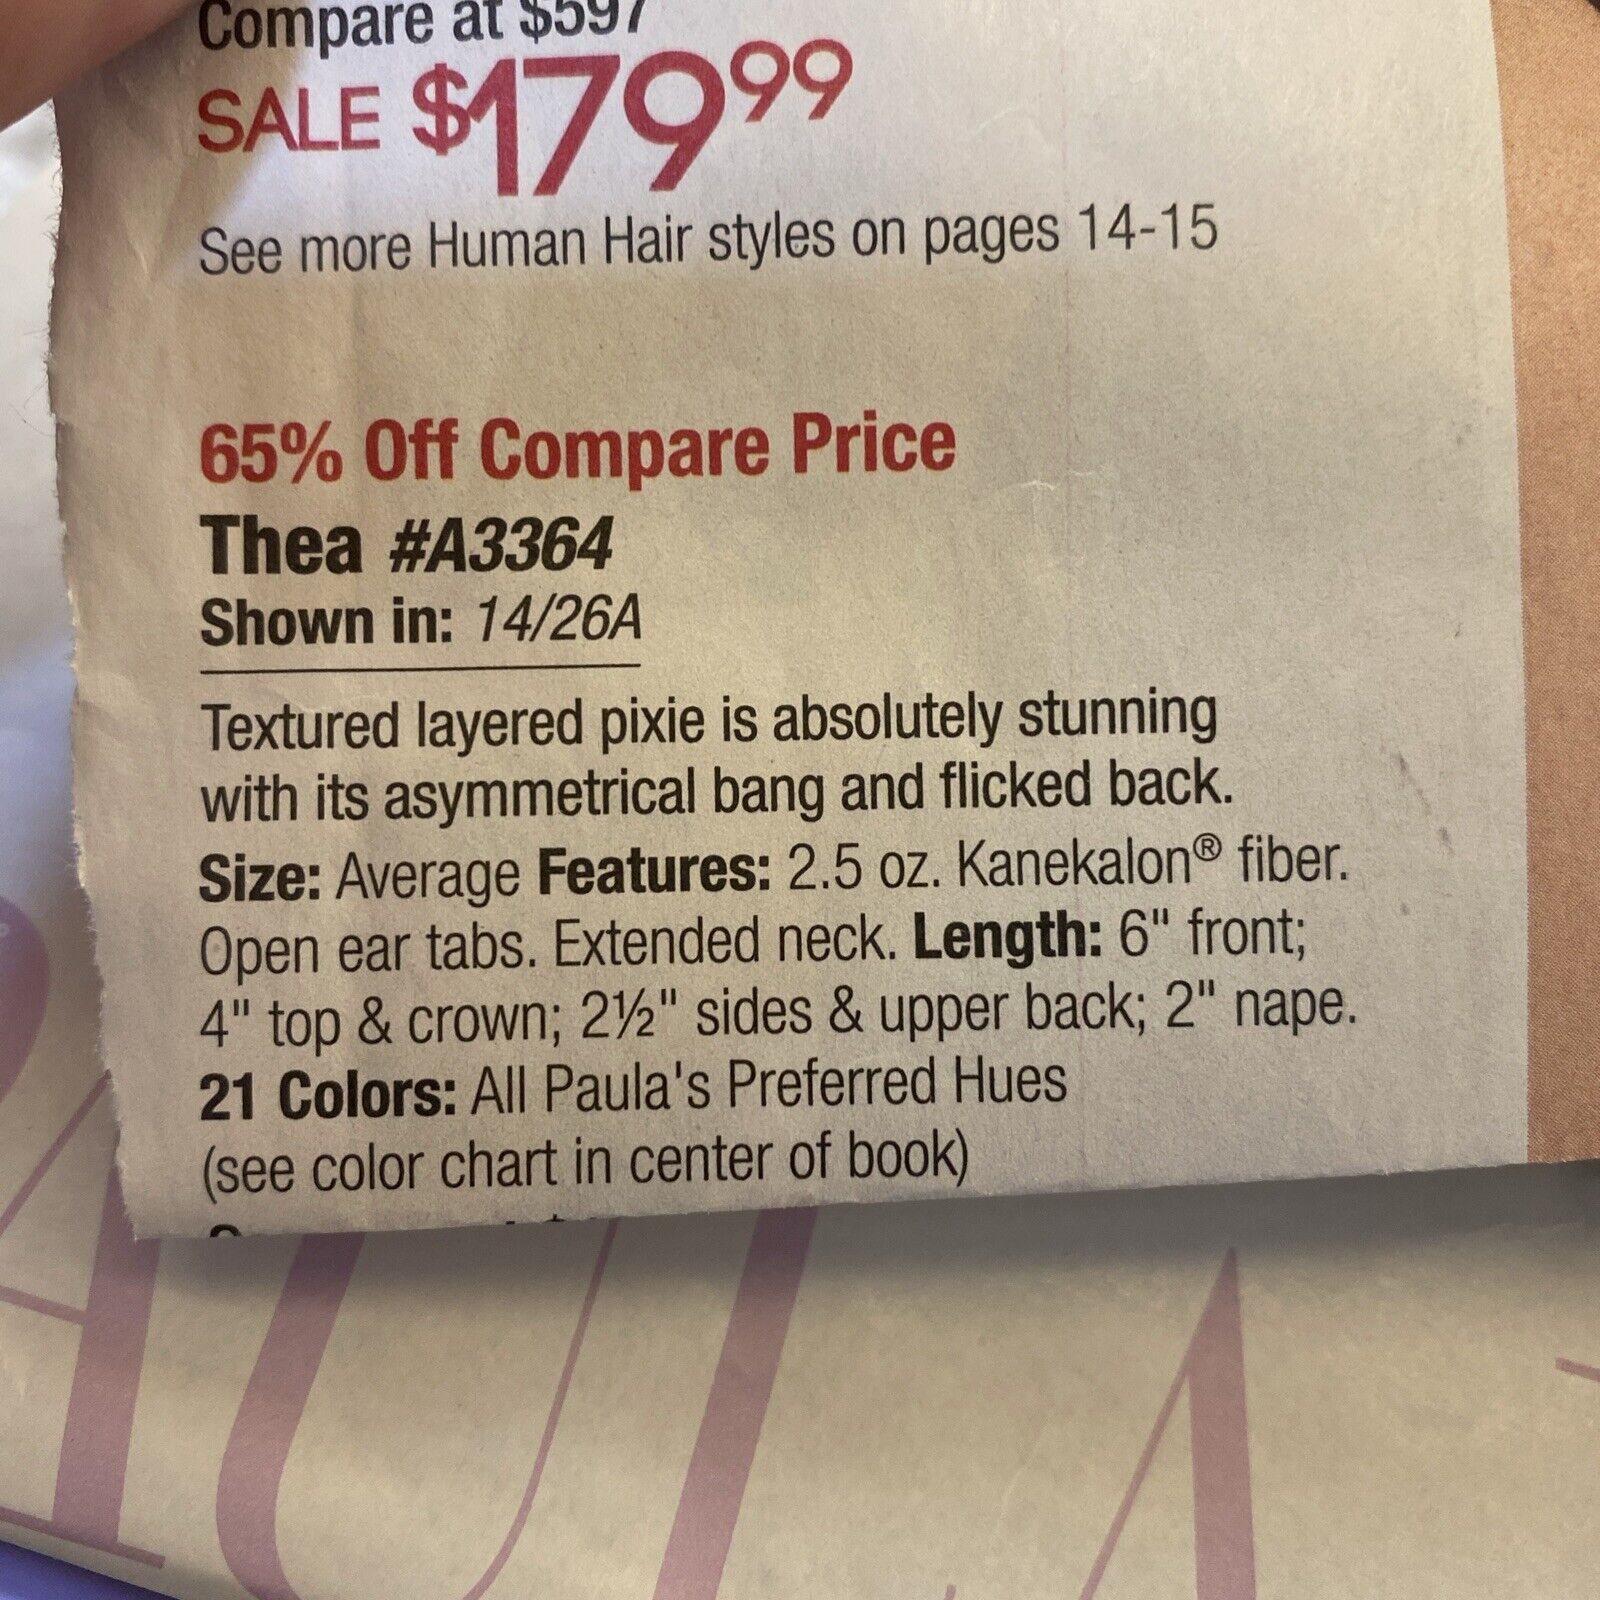 Compare at $597
SALE $179 99
See more Human Hair styles on pages 14-15
65% Off Compare Price
Thea #A3364
Shown in: 14/26A
Textured layered pixie is absolutely stunning
with its asymmetrical bang and flicked back.
Size: Average Features: 2.5 oz. Kanekalon® fiber.
Open ear tabs. Extended neck. Length: 6" front;
4" top & crown; 2½" sides & upper back; 2" nape.
21 Colors: All Paula's Preferred Hues
(see color chart in center of book)